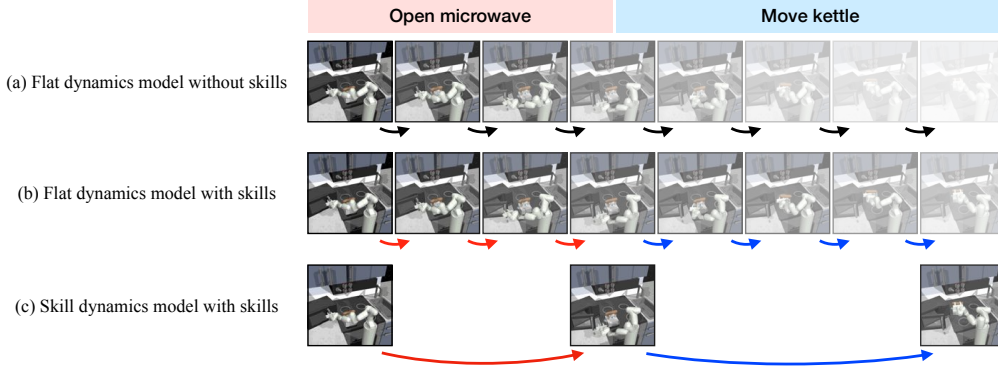 Open microwave
Move kettle
(a) Flat dynamics model without skills
(b) Flat dynamics model with skills
(c) Skill dynamics model with skills